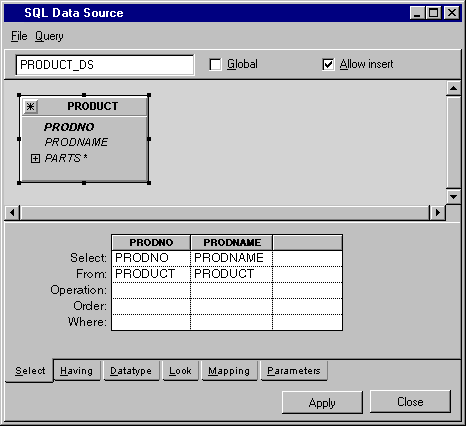 SQL Data Source
File Query
PRODUCT_DS Global Allow insert
PRODUCT
PRODNO
PRODNAME
PARTS*
PRODNO PRODNAME
Select: PRODNO PRODNAME
From: PRODUCT PRODUCT
Operation:
Order:
Where:
Select Having Datatype Look Mapping Parameters
Apply Close